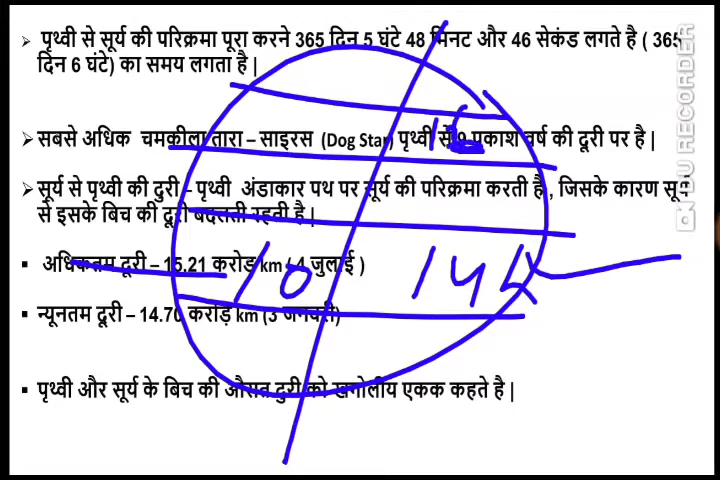 ➢ पृथ्वी से सूर्य की परिक्रमा पूरा करने 365 दिन 5 घंटे 48 मिनट और 46 सेकंड लगते है ( 365
दिन 6 घंटे) का समय लगता है |
➢ सबसे अधिक चमकीला तारा – साइरस (Dog Star) पृथ्वी से 9 प्रकाश वर्ष की दूरी पर है |
➢ सूर्य से पृथ्वी की दुरी – पृथ्वी अंडाकार पथ पर सूर्य की परिक्रमा करती है , जिसके कारण सूर्य
से इसके बिच की दूरी बदलती रहती है |
▪ अधिकतम दूरी – 15.21 करोड़ km ( 4 जुलाई )
10
▪ न्यूनतम दूरी – 14.70 करोड़ km (3 जनवरी)
▪ पृथ्वी और सूर्य के बिच की औसत दुरी को खगोलीय एकक कहते है |
DU RECORDER